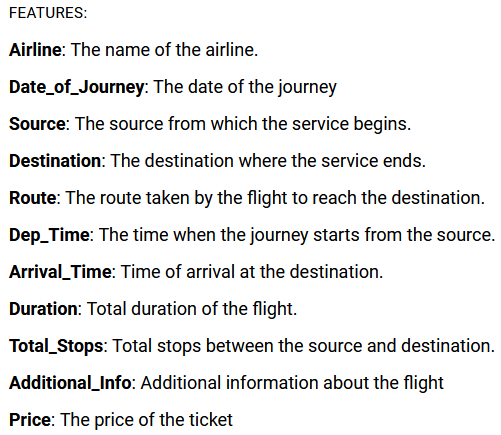 FEATURES:
Airline: The name of the airline.
Date_of_Journey: The date of the journey
Source: The source from which the service begins.
Destination: The destination where the service ends.
Route: The route taken by the flight to reach the destination.
Dep_Time: The time when the journey starts from the source.
Arrival_Time: Time of arrival at the destination.
Duration: Total duration of the flight.
Total_Stops: Total stops between the source and destination.
Additional_Info: Additional information about the flight
Price: The price of the ticket